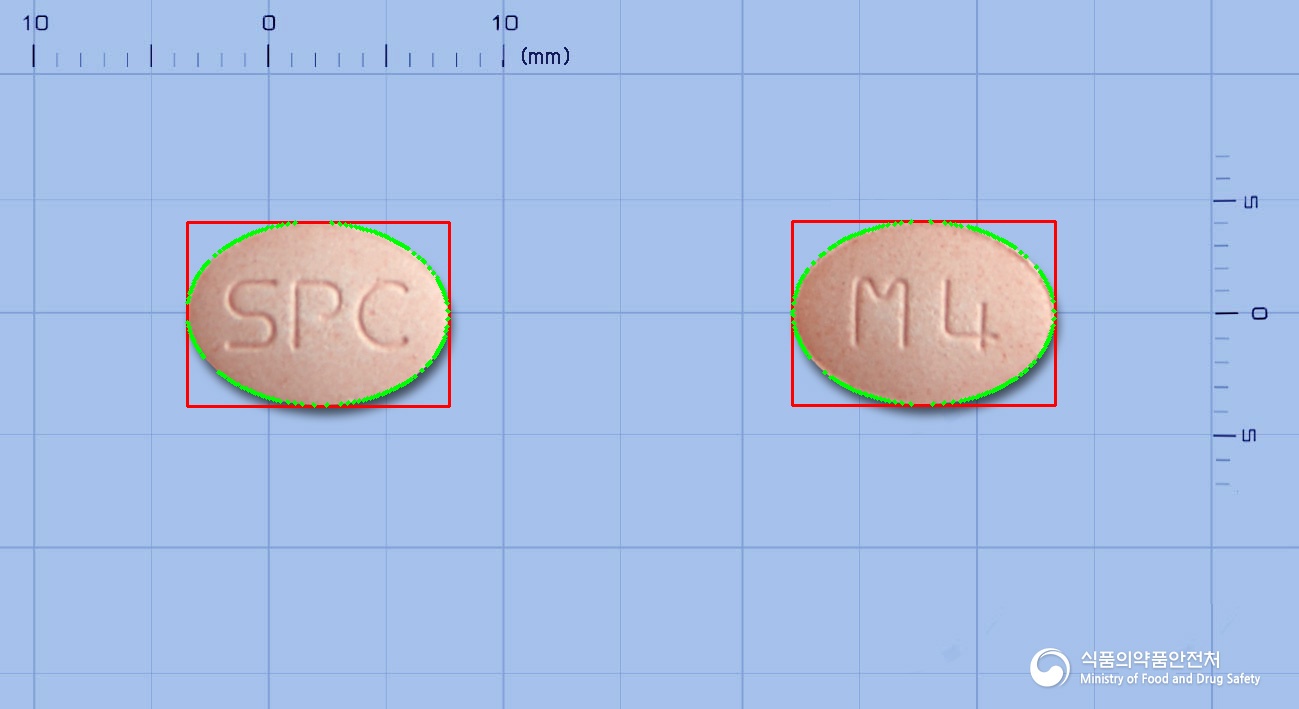 10 0 10
(mm)
5
0
5
SPC
M4
식품의약품안전처
Ministry of Food and Drug Safety